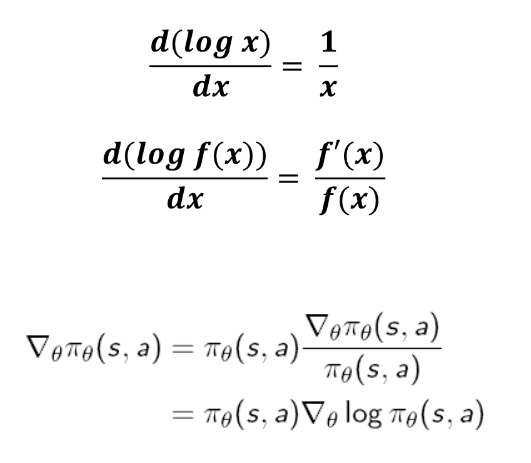 d(log x)/dx = 1/x
d(log f(x))/dx = f′(x)/f(x)
∇θπθ(s, a) = πθ(s, a) ∇θπθ(s, a)/πθ(s, a)
= πθ(s, a)∇θ log πθ(s, a)